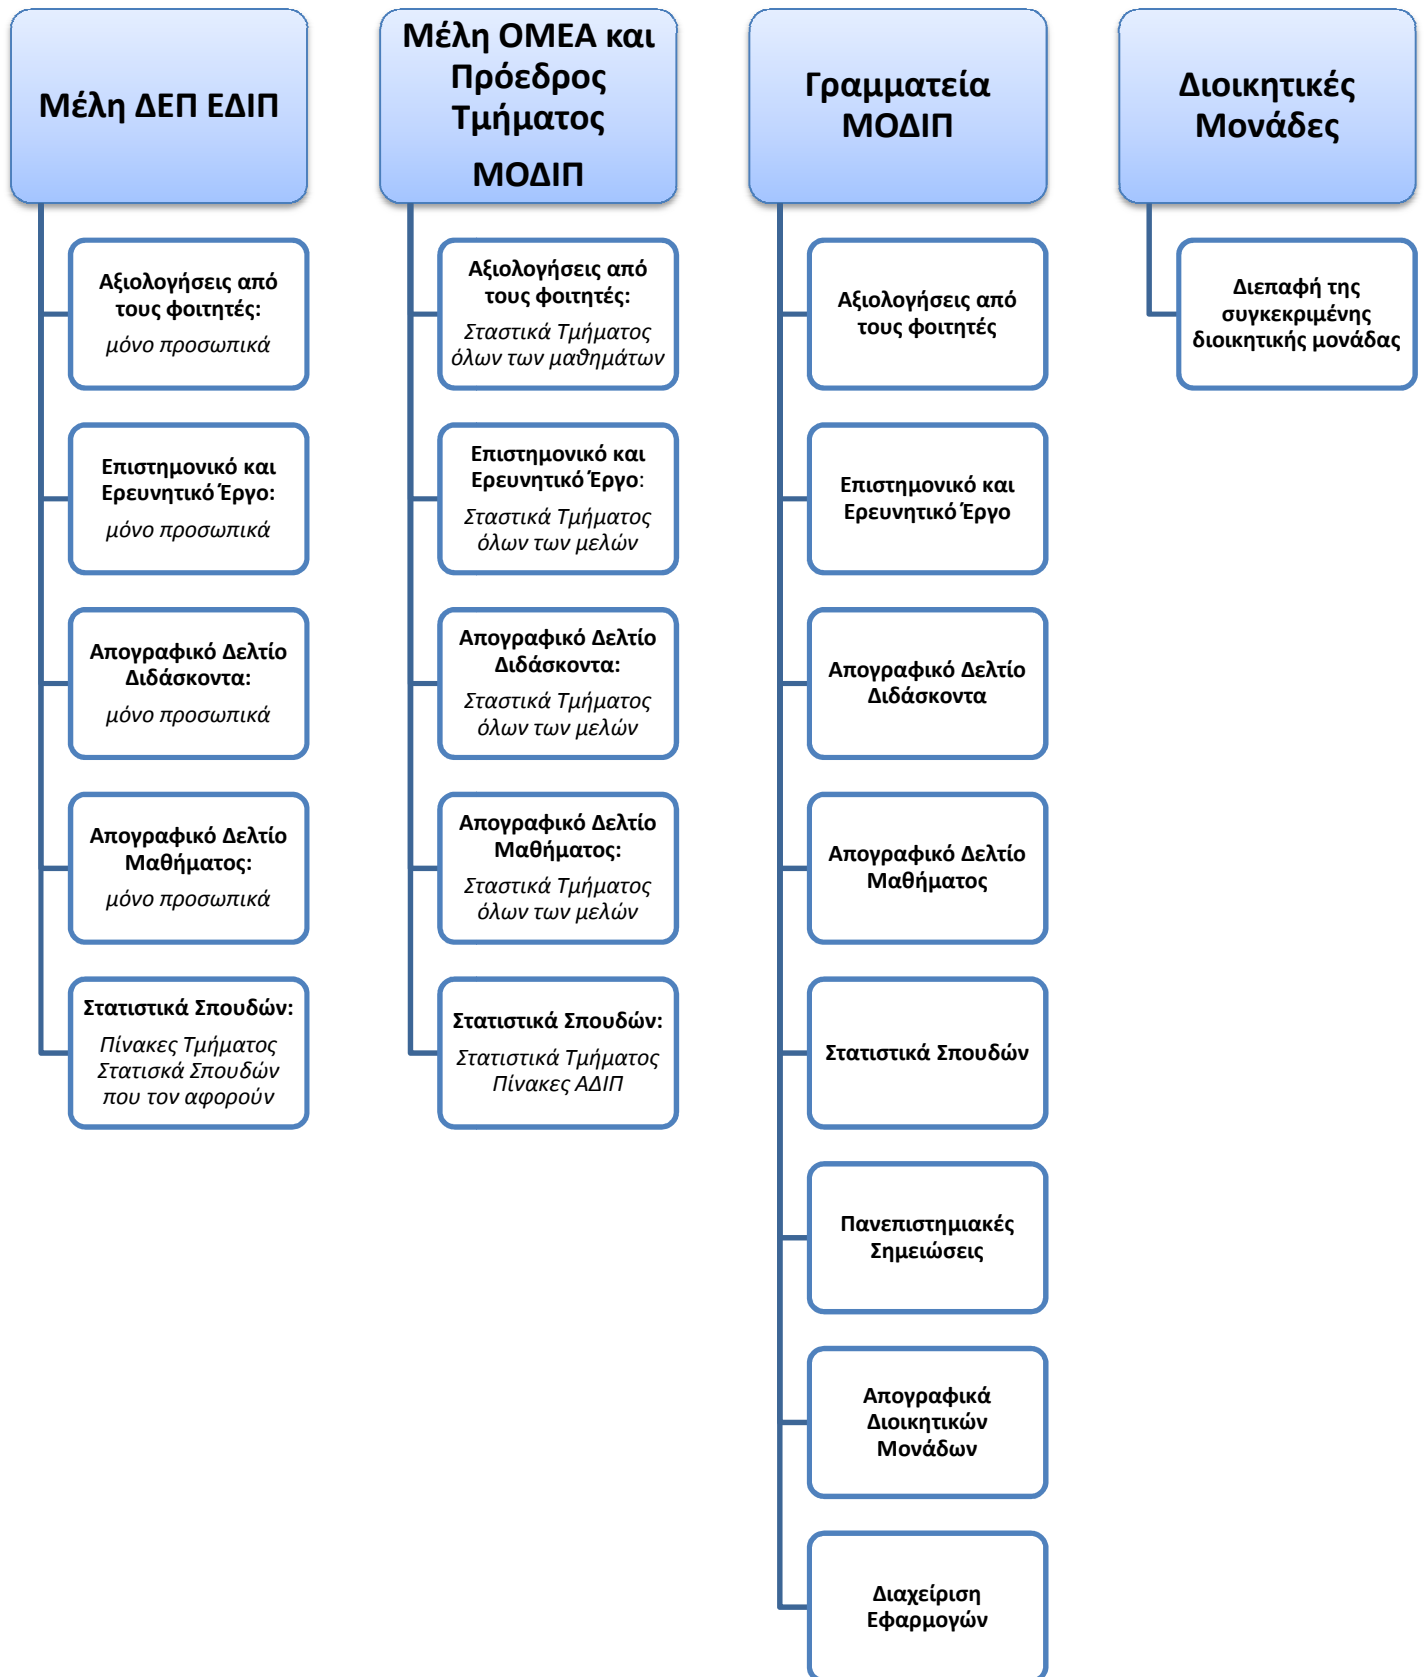 Μέλη ΔΕΠ ΕΔΙΠ
Αξιολογήσεις από
τους φοιτητές:
μόνο προσωπικά
Επιστημονικό και
Ερευνητικό Έργο:
μόνο προσωπικά
Απογραφικό Δελτίο
Διδάσκοντα:
μόνο προσωπικά
Απογραφικό Δελτίο
Μαθήματος:
μόνο προσωπικά
Στατιστικά Σπουδών:
Πίνακες Τμήματος
Στατισκά Σπουδών
που τον αφορούν
Μέλη ΟΜΕΑ και
Πρόεδρος
Τμήματος
ΜΟΔΙΠ
Αξιολογήσεις από
τους φοιτητές:
Σταστικά Τμήματος
όλων των μαθημάτων
Επιστημονικό και
Ερευνητικό Έργο:
Σταστικά Τμήματος
όλων των μελών
Απογραφικό Δελτίο
Διδάσκοντα:
Σταστικά Τμήματος
όλων των μελών
Απογραφικό Δελτίο
Μαθήματος:
Σταστικά Τμήματος
όλων των μελών
Στατιστικά Σπουδών:
Στατιστικά Τμήματος
Πίνακες ΑΔΙΠ
Γραμματεία
ΜΟΔΙΠ
Αξιολογήσεις από
τους φοιτητές
Επιστημονικό και
Ερευνητικό Έργο
Απογραφικό Δελτίο
Διδάσκοντα
Απογραφικό Δελτίο
Μαθήματος
Στατιστικά Σπουδών
Πανεπιστημιακές
Σημειώσεις
Απογραφικά
Διοικητικών
Μονάδων
Διαχείριση
Εφαρμογών
Διοικητικές
Μονάδες
Διεπαφή της
συγκεκριμένης
διοικητικής μονάδας